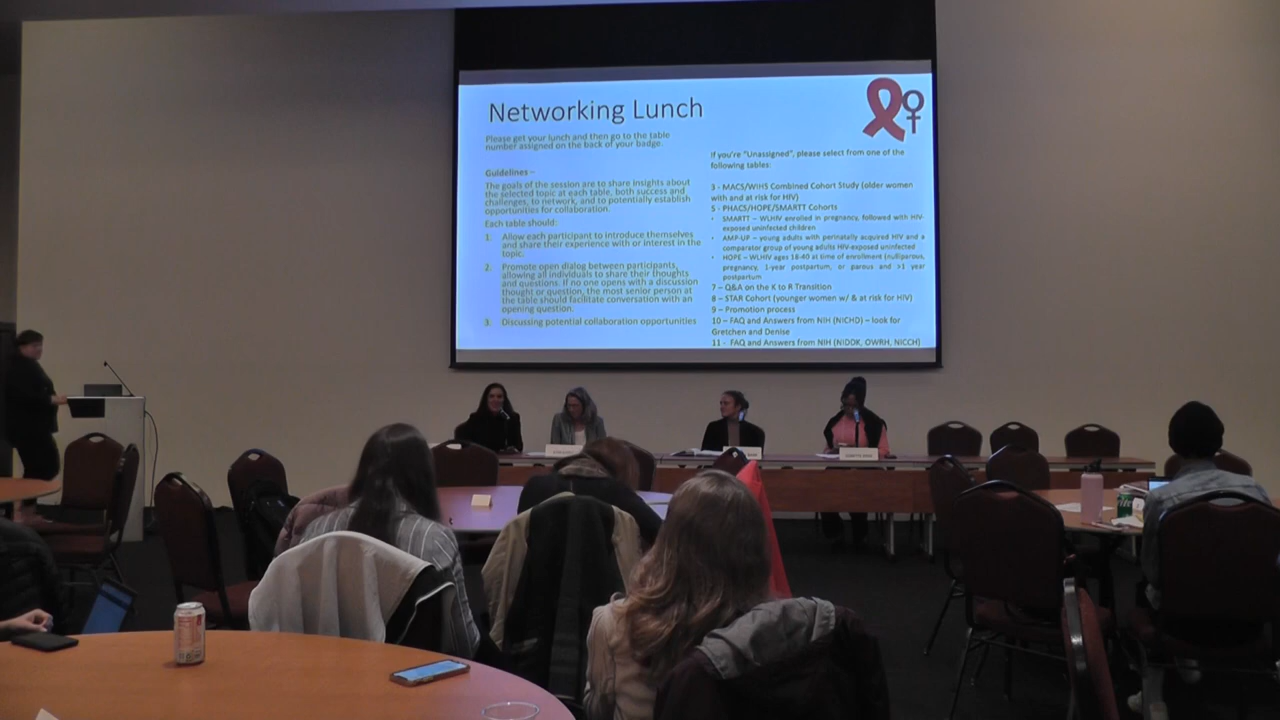 Networking Lunch
Please get your lunch and then go to the table
number assigned on the back of your badge.
Guidelines –
The goals of the session are to share insights about
the selected topic at each table, both success and
challenges, to network, and to potentially establish
opportunities for collaboration.
Each table should:
1. Allow each participant to introduce themselves
and share their experience with or interest in the
topic.
2. Promote open dialog between participants,
allowing all individuals to share their thoughts
and questions. If no one opens with a discussion
thought or question, the most senior person at
the table should facilitate conversation with an
opening question.
3. Discussing potential collaboration opportunities
If you're "Unassigned", please select from one of the
following tables:
3 - MACS/WIHS Combined Cohort Study (older women
with and at risk for HIV)
5 - PHACS/HOPE/SMARTT Cohorts
• SMARTT – WLHIV enrolled in pregnancy, followed with HIV-
exposed uninfected children
• AMP-UP – young adults with perinatally acquired HIV and a
comparator group of young adults HIV-exposed uninfected
• HOPE – WLHIV ages 16-40 at time of enrollment (nulliparous,
pregnancy, 1-year postpartum, or parous and >1 year
postpartum
7 - Q&A on the K to R Transition
8 – STAR Cohort (younger women w/ & at risk for HIV)
9 – Promotion process
10 – FAQ and Answers from NIH (NICHD) – look for
Gretchen and Denise
11 - FAQ and Answers from NIH (NIDDK, OWRH, NICCH)